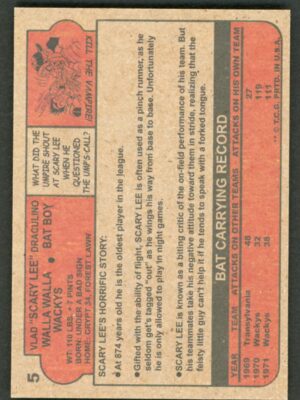 5
VLAD "SCARY LEE" DRACULINO
WALLA WALLA • BAT BOY
WACKYS
WT: 110 LBS. - 7 PINTS
BORN: UNDER A BAD SIGN
HOME: CRYPT 34, FOREST LAWN
WHAT DID THE
UMPIRE SHOUT
AT SCARY LEE
WHEN HE
QUESTIONED
THE UMP'S CALL?
KILL THE VAMPIRE!
SCARY LEE'S HORRIFIC STORY:
• At 874 years old he is the oldest player in the league.
• Gifted with the ability of flight, SCARY LEE is often used as a pinch runner, as he
seldom get's tagged "out" as he wings his way from base to base. Unfortunately
he is only allowed to play in night games.
• SCARY LEE is known as a biting critic of the on-field performance of his team. But
his teammates take his negative attitude toward them in stride, realizing that the
feisty little guy can't help it if he tends to speak with a forked tongue.
BAT CARRYING RECORD
YEAR TEAM ATTACKS ON OTHER TEAMS ATTACKS ON HIS OWN TEAM
1969 Transylvania 48 27
1970 Wackys 32 119
1971 Wackys 38 111
© T.C.G. PRTD. IN U.S.A.